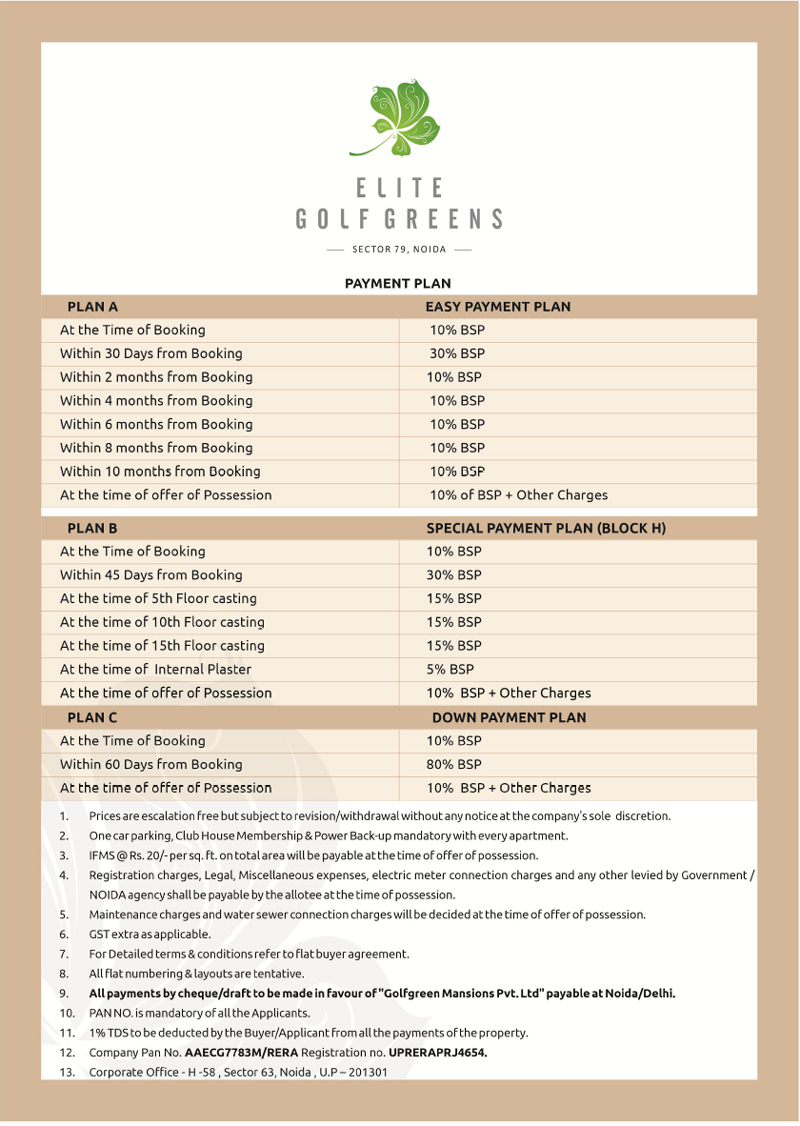 ELITE
GOLF GREENS
SECTOR 79, NOIDA
PAYMENT PLAN
PLAN A EASY PAYMENT PLAN
At the Time of Booking 10% BSP
Within 30 Days from Booking 30% BSP
Within 2 months from Booking 10% BSP
Within 4 months from Booking 10% BSP
Within 6 months from Booking 10% BSP
Within 8 months from Booking 10% BSP
Within 10 months from Booking 10% BSP
At the time of offer of Possession 10% of BSP + Other Charges
PLAN B SPECIAL PAYMENT PLAN (BLOCK H)
At the Time of Booking 10% BSP
Within 45 Days from Booking 30% BSP
At the time of 5th Floor casting 15% BSP
At the time of 10th Floor casting 15% BSP
At the time of 15th Floor casting 15% BSP
At the time of Internal Plaster 5% BSP
At the time of offer of Possession 10% BSP + Other Charges
PLAN C DOWN PAYMENT PLAN
At the Time of Booking 10% BSP
Within 60 Days from Booking 80% BSP
At the time of offer of Possession 10% BSP + Other Charges
1. Prices are escalation free but subject to revision/withdrawal without any notice at the company's sole discretion.
2. One car parking, Club House Membership & Power Back-up mandatory with every apartment.
3. IFMS @ Rs. 20/- per sq. ft. on total area will be payable at the time of offer of possession.
4. Registration charges, Legal, Miscellaneous expenses, electric meter connection charges and any other levied by Government /
NOIDA agency shall be payable by the allotee at the time of possession.
5. Maintenance charges and water sewer connection charges will be decided at the time of offer of possession.
6. GST extra as applicable.
7. For Detailed terms & conditions refer to flat buyer agreement.
8. All flat numbering & layouts are tentative.
9. All payments by cheque/draft to be made in favour of "Golfgreen Mansions Pvt. Ltd" payable at Noida/Delhi.
10. PAN NO. is mandatory of all the Applicants.
11. 1% TDS to be deducted by the Buyer/Applicant from all the payments of the property.
12. Company Pan No. AAECG7783M/RERA Registration no. UPRERAPRJ4654.
13. Corporate Office - H -58 , Sector 63, Noida , U.P – 201301